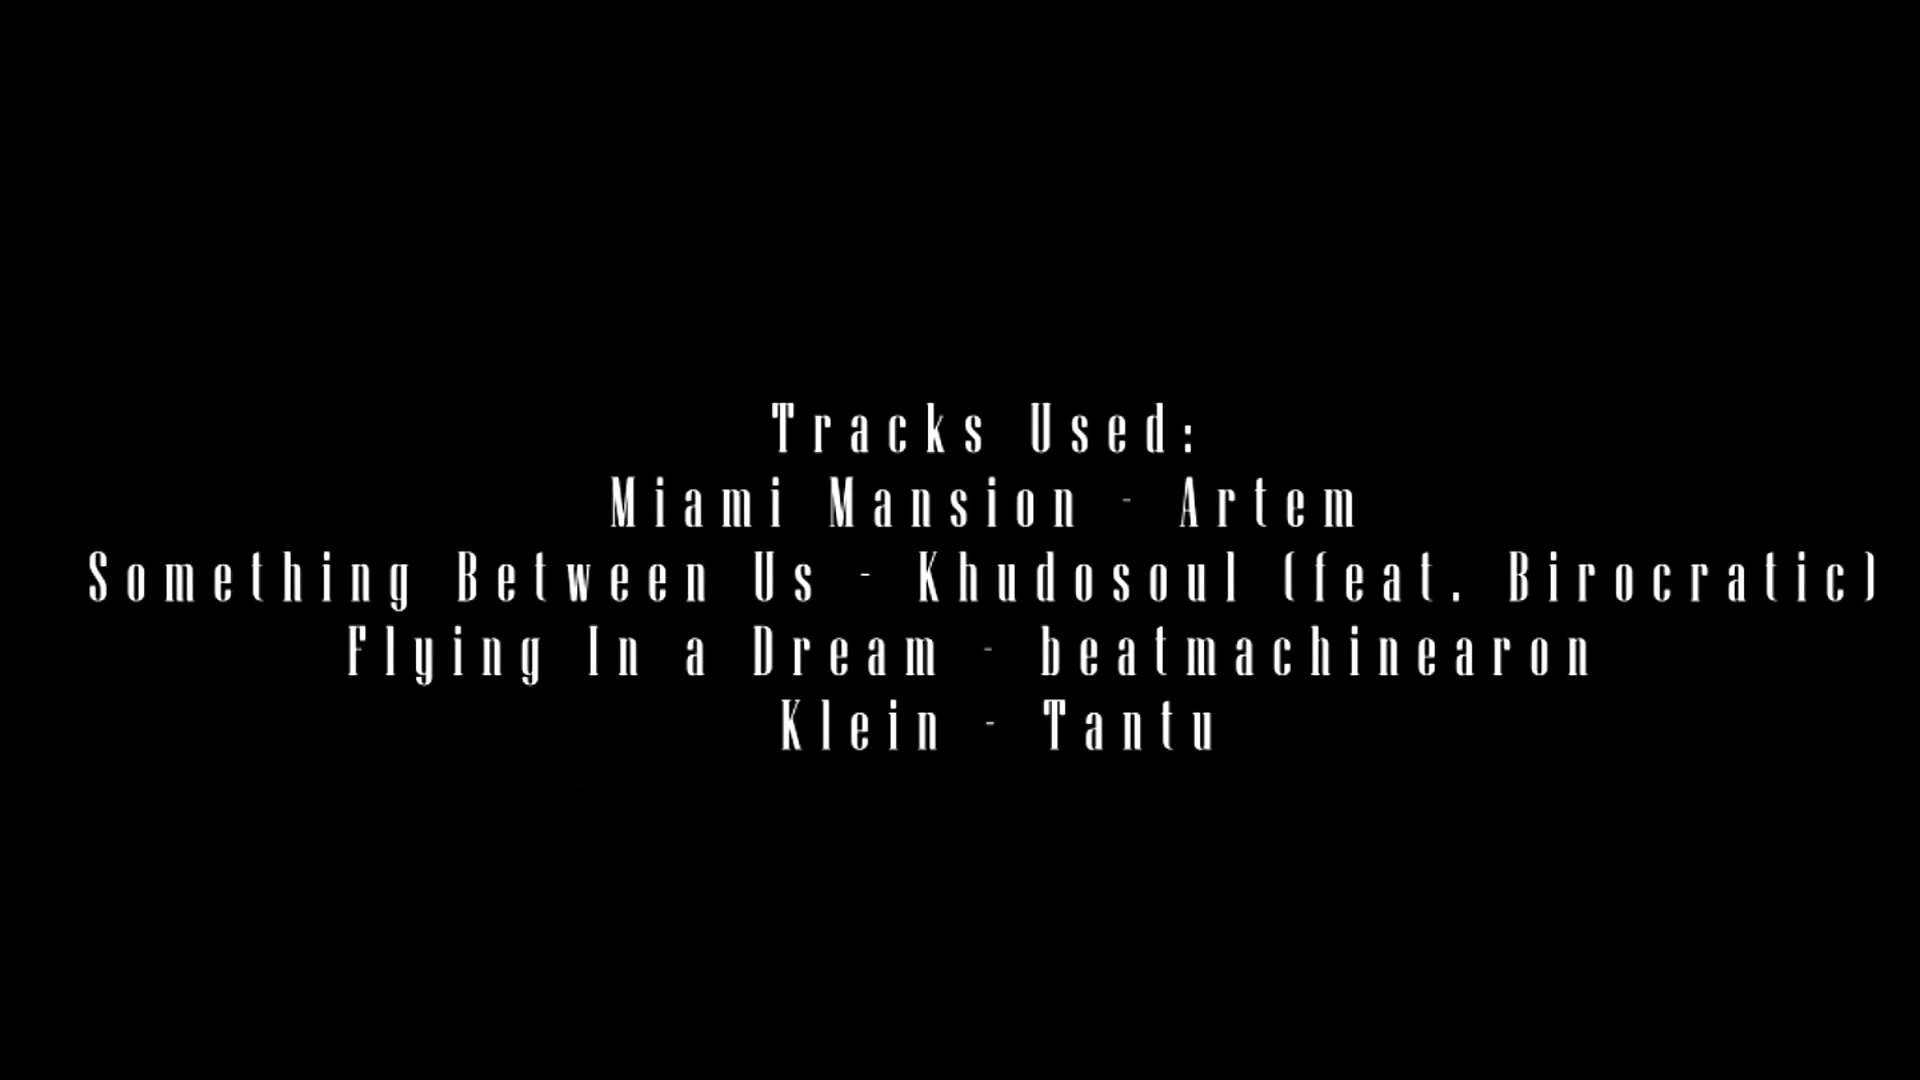 Tracks Used:
Miami Mansion - Artem
Something Between Us - Khudosoul (feat. Birocratic)
Flying In a Dream - beatmachinearon
Klein - Tantu